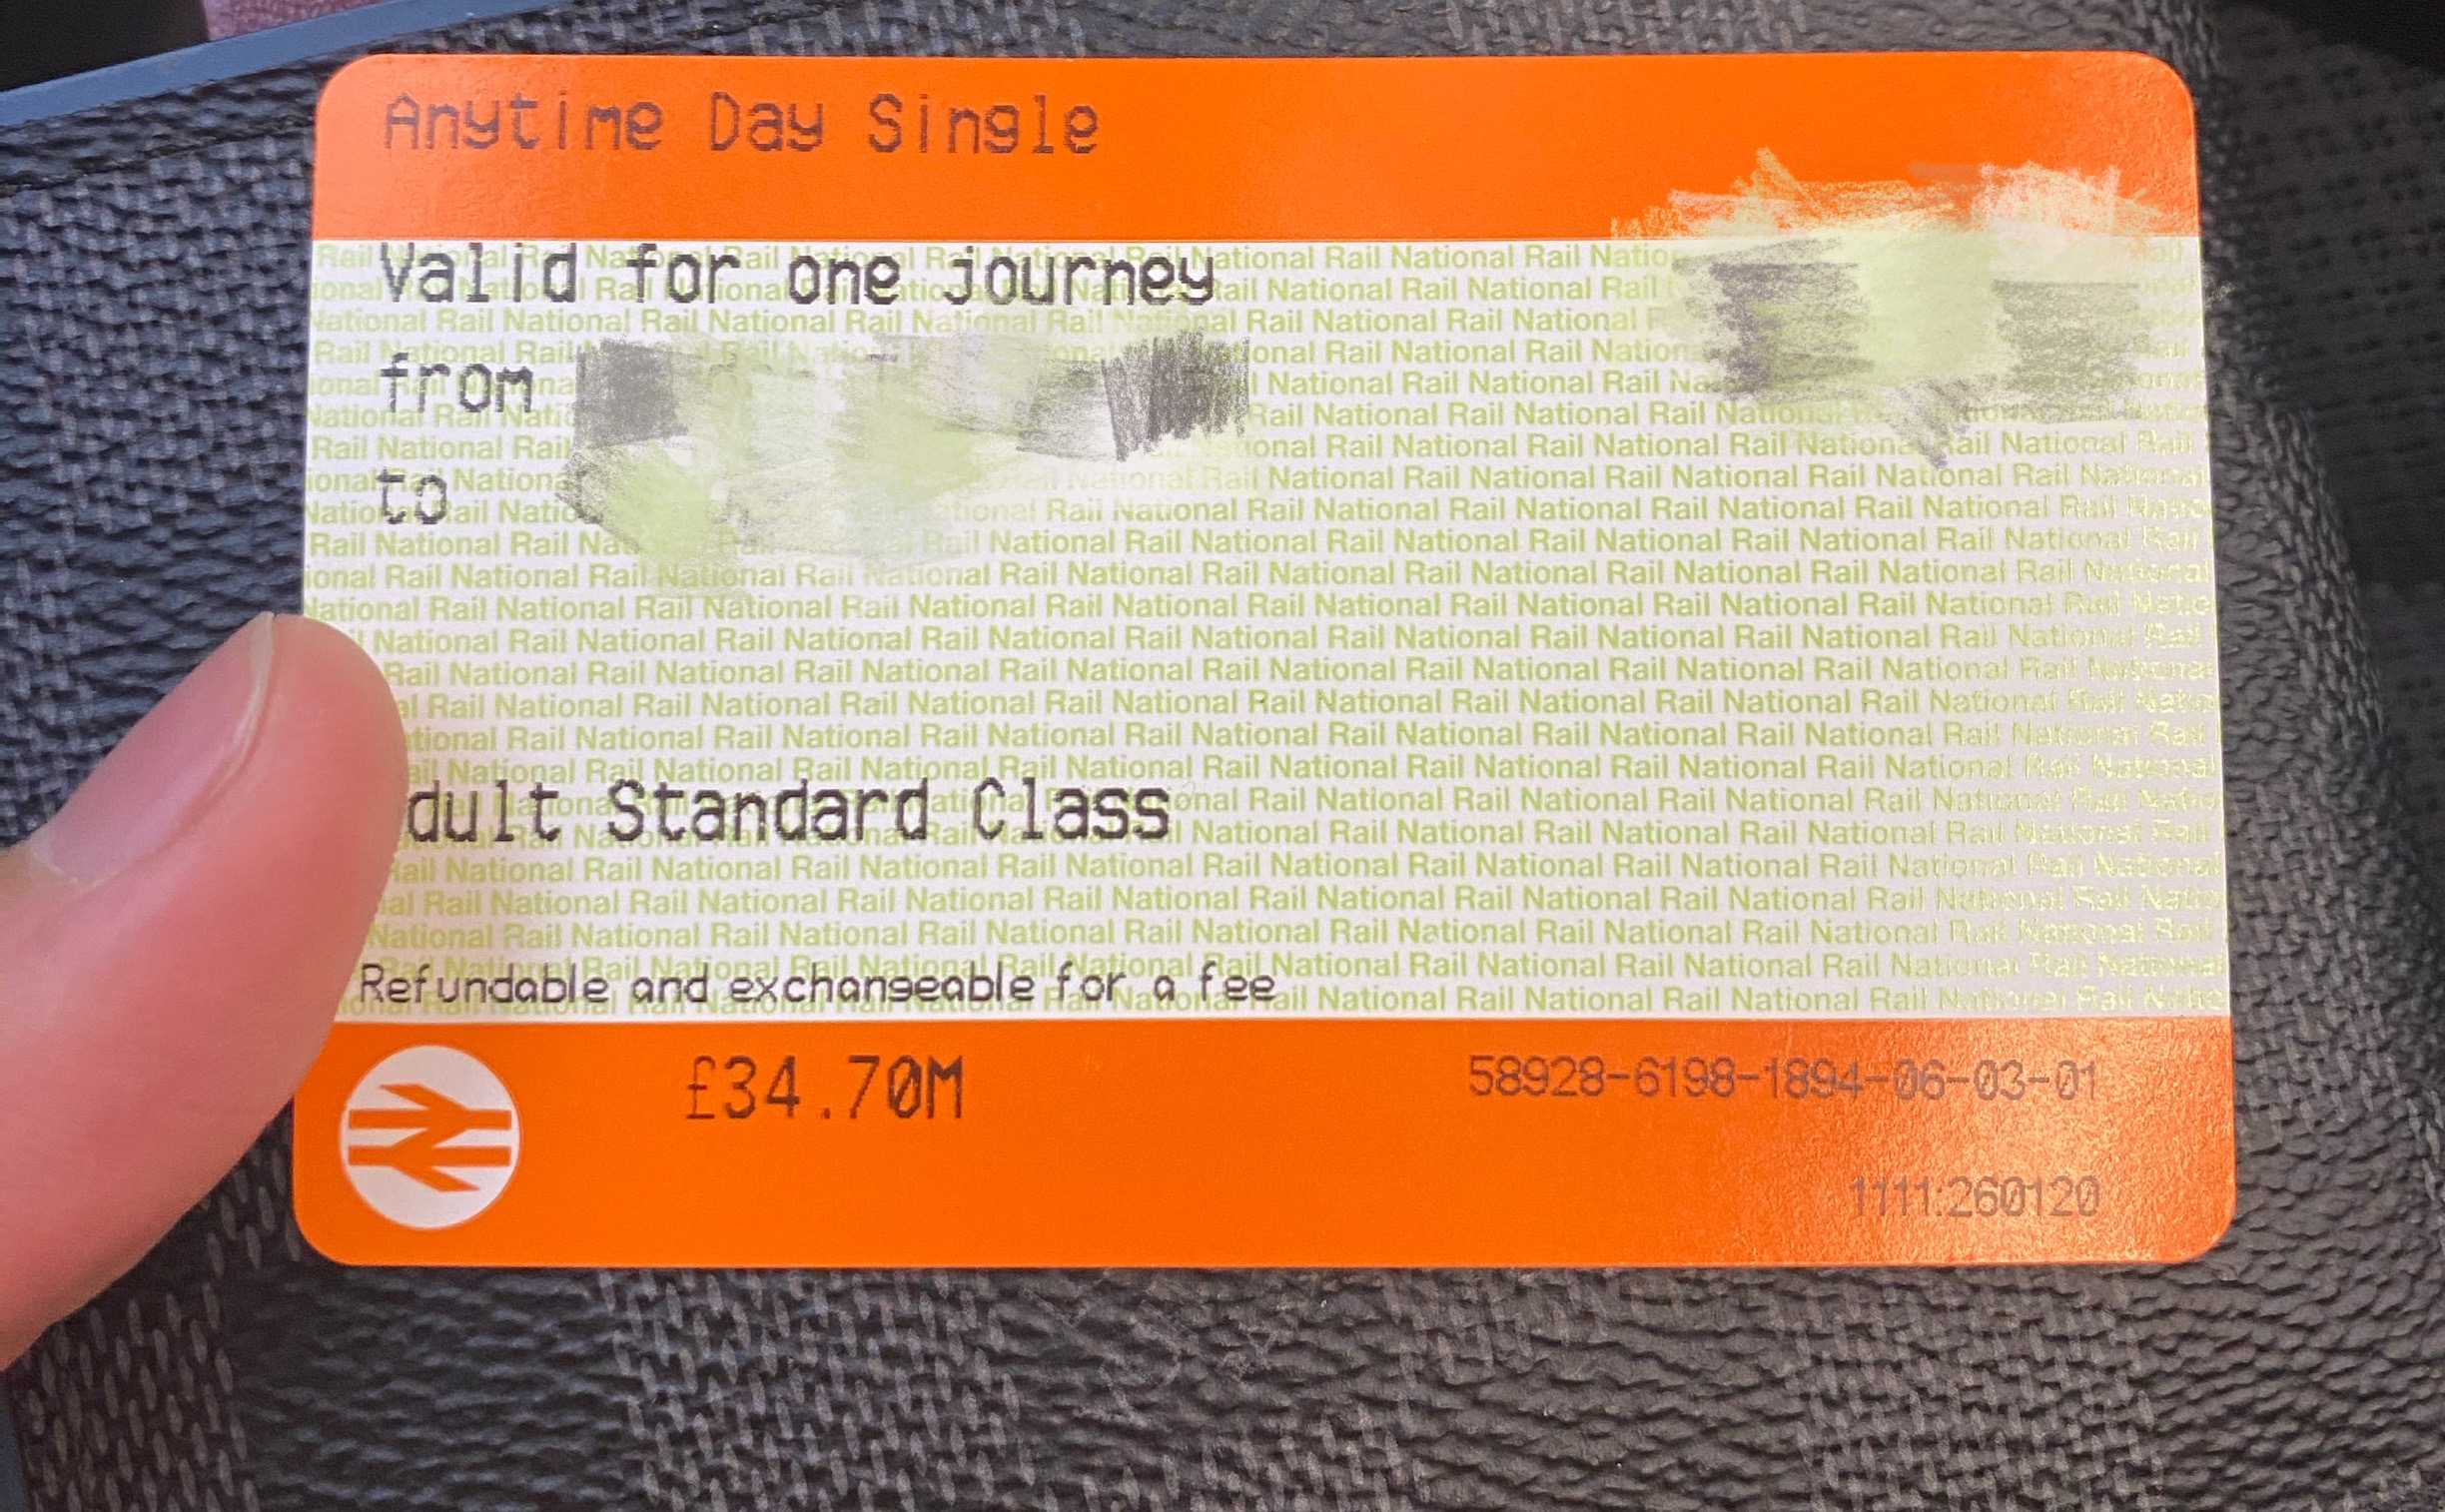 Anytime Day Single
Valid for one journey
from
to
dult Standard Class
Refundable and exchangeable for a fee
£34.70M
58928-6198-1894-06-03-01
1111:260120